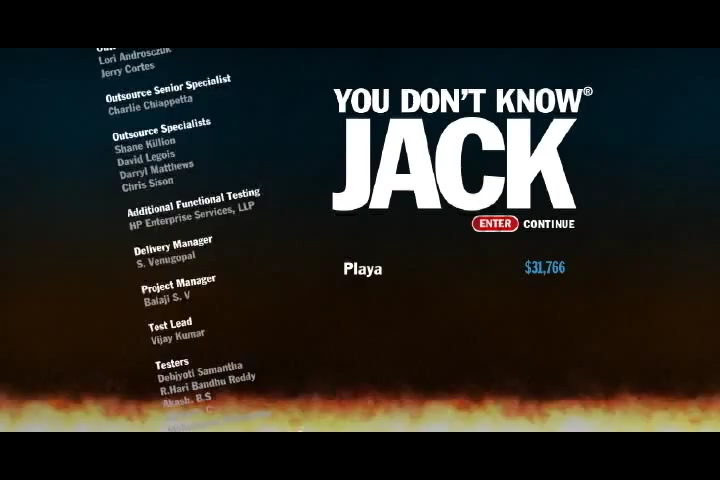 Lori Androsczuk
Jerry Cortes
Outsource Senior Specialist
Charlie Chiappetta
Outsource Specialists
Shane Killion
David Legois
Darryl Matthews
Chris Sison
Additional Functional Testing
HP Enterprise Services, LLP
Delivery Manager
S. Venugopal
Project Manager
Balaji S. V
Test Lead
Vijay Kumar
Testers
Debjyoti Samantha
R.Hari Bandhu Reddy
Akash. B.S
YOU DON'T KNOW®
JACK
ENTER CONTINUE
Playa $31,766